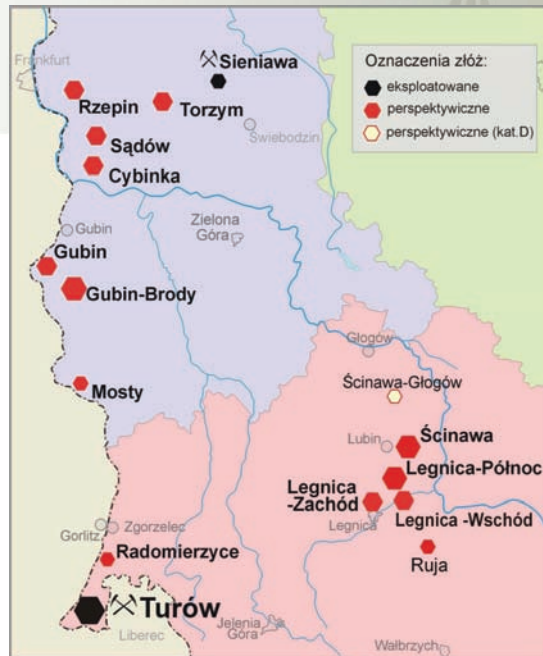 Frankfurt
Sieniawa
Rzepin
Torzym
Świebodzin
Sądów
Cybinka
Oznaczenia złóż:
eksploatowane
perspektywiczne
perspektywiczne (kat.D)
Gubin
Zielona
Góra
Gubin
Gubin-Brody
Głogów
Mosty
Ścinawa-Głogów
Lubin
Ścinawa
Legnica-Północ
Legnica
-Zachód
Legnica -Wschód
Legnica
Gorlitz
Zgorzelec
Radomierzyce
Ruja
Turów
Liberec
Jelenia
Góra
Wałbrzych